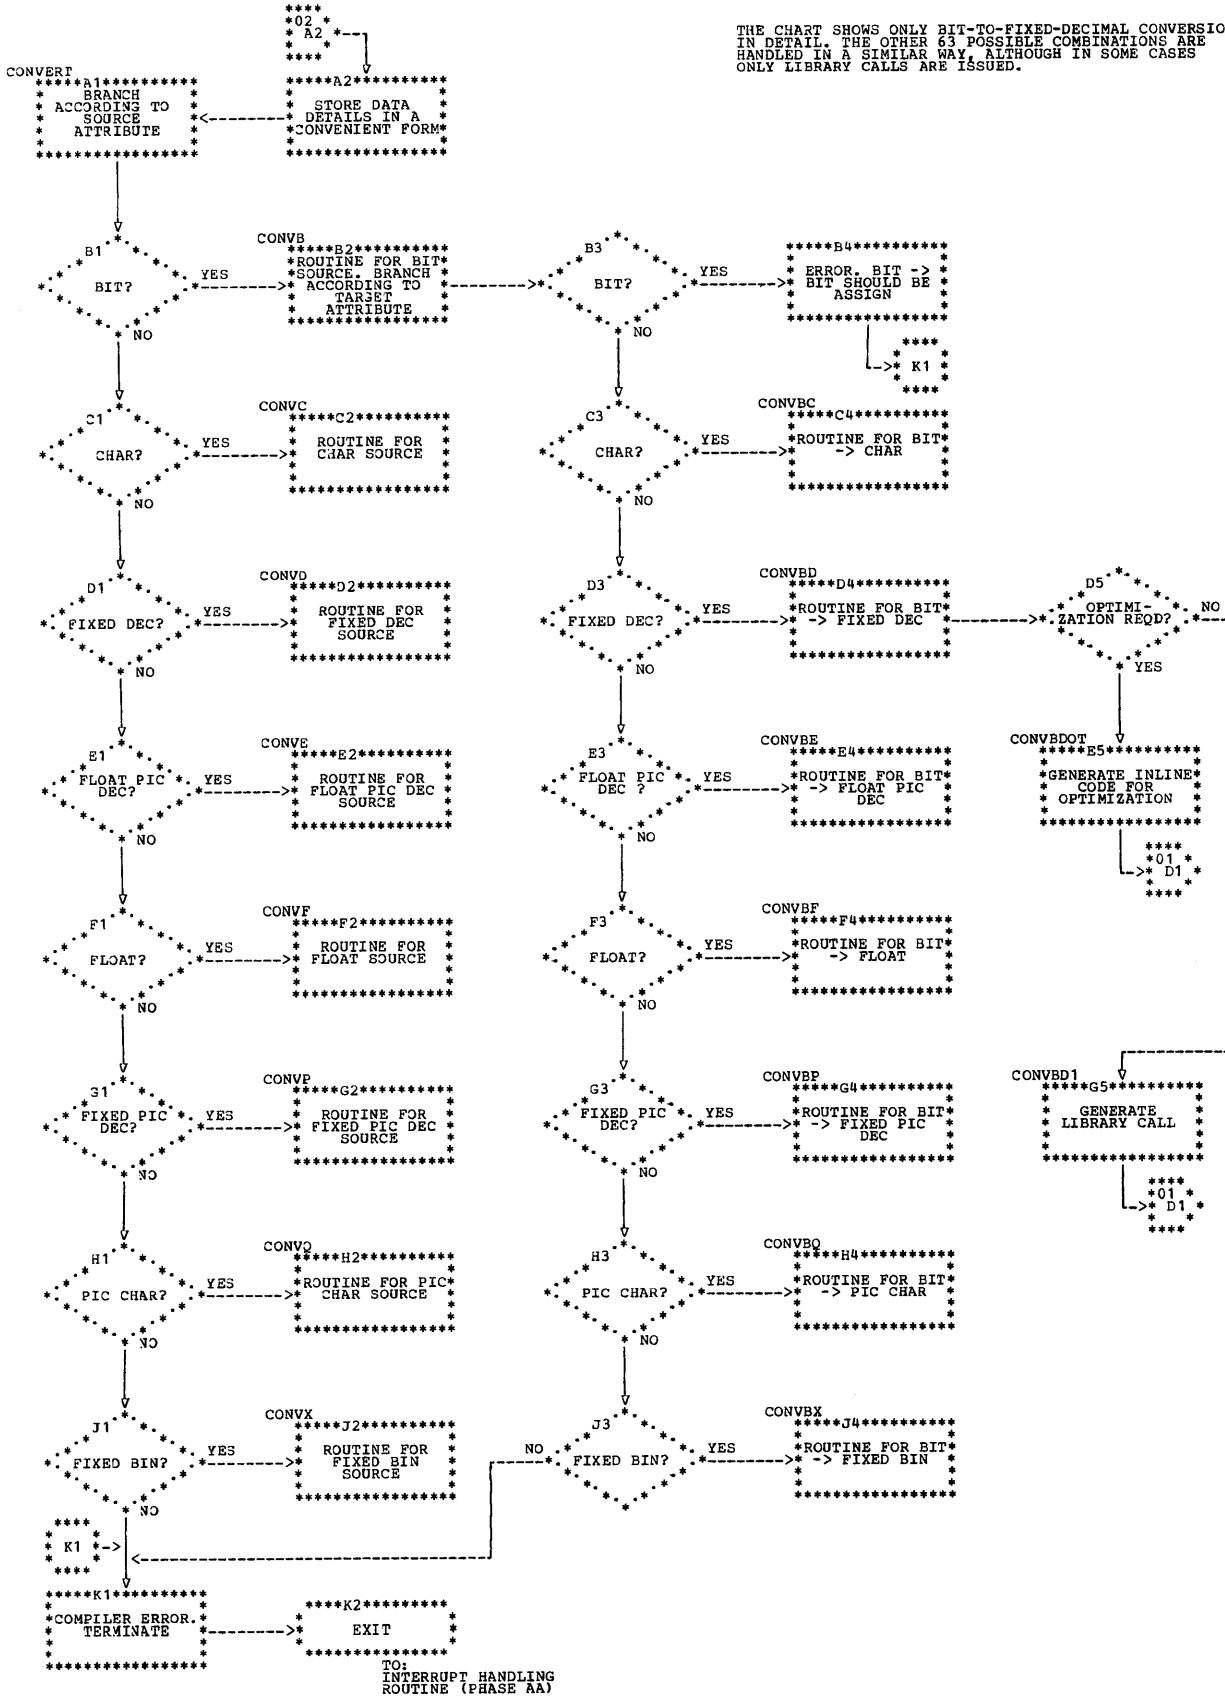 02
A2
THE CHART SHOWS ONLY BIT-TO-FIXED-DECIMAL CONVERSIO
IN DETAIL. THE OTHER 63 POSSIBLE COMBINATIONS ARE
HANDLED IN A SIMILAR WAY, ALTHOUGH IN SOME CASES
ONLY LIBRARY CALLS ARE ISSUED.
CONVERT
A1
BRANCH
ACCORDING TO
SOURCE
ATTRIBUTE
A2
STORE DATA
DETAILS IN A
CONVENIENT FORM
B1
BIT?
YES
NO
CONVB
B2
ROUTINE FOR BIT
SOURCE. BRANCH
ACCORDING TO
TARGET
ATTRIBUTE
B3
BIT?
YES
NO
B4
ERROR. BIT ->
BIT SHOULD BE
ASSIGN
K1
C1
CHAR?
YES
NO
CONVC
C2
ROUTINE FOR
CHAR SOURCE
C3
CHAR?
YES
NO
CONVBC
C4
ROUTINE FOR BIT
-> CHAR
D1
FIXED DEC?
YES
NO
CONVD
D2
ROUTINE FOR
FIXED DEC
SOURCE
D3
FIXED DEC?
YES
NO
CONVBD
D4
ROUTINE FOR BIT
-> FIXED DEC
D5
OPTIMI-
ZATION REQD?
NO
YES
E1
FLOAT PIC
DEC?
YES
NO
CONVE
E2
ROUTINE FOR
FLOAT PIC DEC
SOURCE
E3
FLOAT PIC
DEC ?
YES
NO
CONVBE
E4
ROUTINE FOR BIT
-> FLOAT PIC
DEC
CONVBDOT
E5
GENERATE INLINE
CODE FOR
OPTIMIZATION
01
D1
F1
FLOAT?
YES
NO
CONVF
F2
ROUTINE FOR
FLOAT SOURCE
F3
FLOAT?
YES
NO
CONVBF
F4
ROUTINE FOR BIT
-> FLOAT
G1
FIXED PIC
DEC?
YES
NO
CONVP
G2
ROUTINE FOR
FIXED PIC DEC
SOURCE
G3
FIXED PIC
DEC?
YES
NO
CONVBP
G4
ROUTINE FOR BIT
-> FIXED PIC
DEC
CONVBD1
G5
GENERATE
LIBRARY CALL
01
D1
H1
PIC CHAR?
YES
NO
CONVQ
H2
ROUTINE FOR PIC
CHAR SOURCE
H3
PIC CHAR?
YES
NO
CONVBQ
H4
ROUTINE FOR BIT
-> PIC CHAR
J1
FIXED BIN?
YES
NO
CONVX
J2
ROUTINE FOR
FIXED BIN
SOURCE
NO
J3
FIXED BIN?
YES
CONVBX
J4
ROUTINE FOR BIT
-> FIXED BIN
K1
K1
COMPILER ERROR.
TERMINATE
K2
EXIT
TO:
INTERRUPT HANDLING
ROUTINE (PHASE AA)